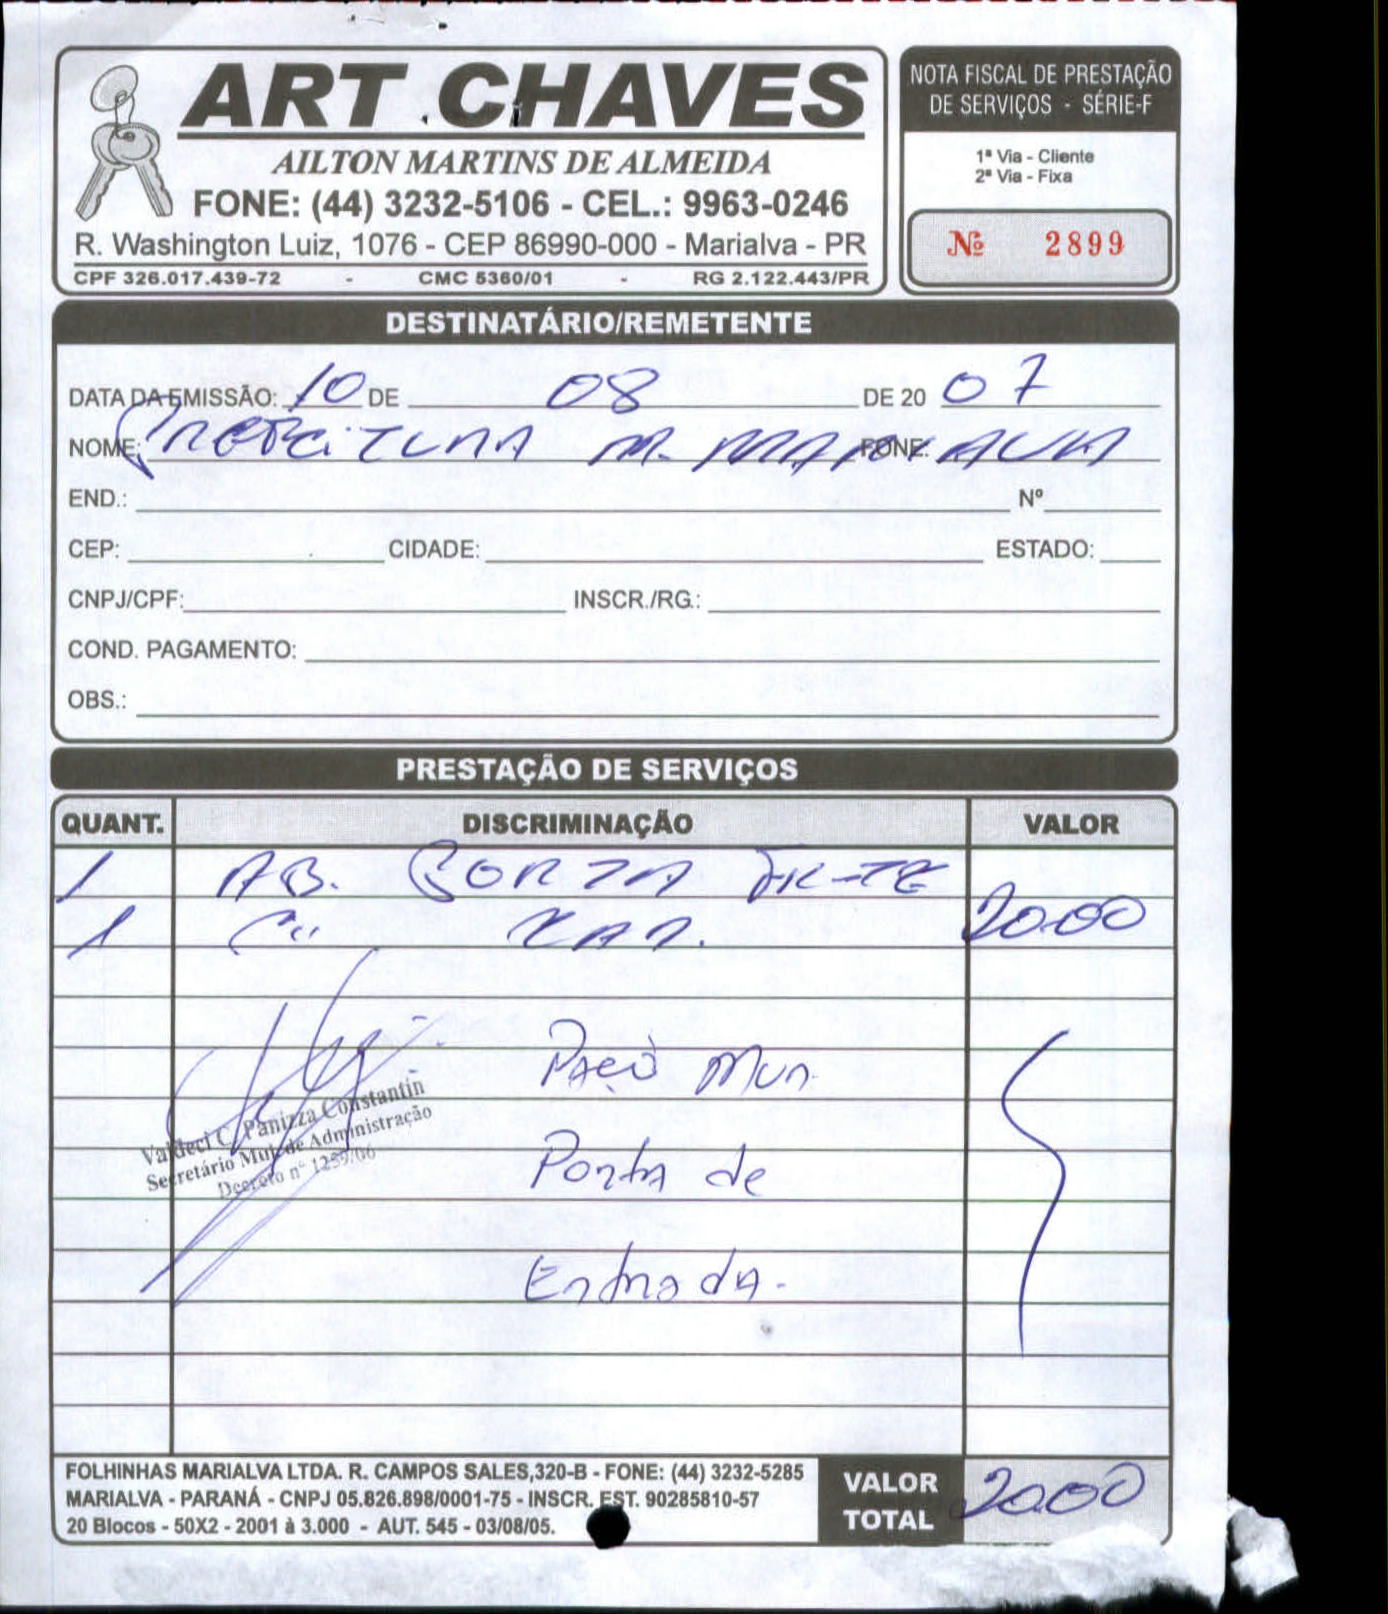 ART CHAVES
AILTON MARTINS DE ALMEIDA
FONE: (44) 3232-5106 - CEL.: 9963-0246
R. Washington Luiz, 1076 - CEP 86990-000 - Marialva - PR
CPF 326.017.439-72 - CMC 5360/01 - RG 2.122.443/PR
NOTA FISCAL DE PRESTAÇÃO
DE SERVIÇOS - SÉRIE-F
1ª Via - Cliente
2ª Via - Fixa
Nº 2899
DESTINATÁRIO/REMETENTE
DATA DA EMISSÃO: 10 DE 08 DE 20 07
NOME: PREFEITURA M. MARIALVA FONE:
END.: Nº
CEP: CIDADE: ESTADO:
CNPJ/CPF: INSCR./RG.:
COND. PAGAMENTO:
OBS.:
PRESTAÇÃO DE SERVIÇOS
QUANT. DISCRIMINAÇÃO VALOR
1 AB. PORTA
1 2000
Paço Mun.
Valdeci C. Panizza Constantin
Secretário Mul. de Administração
Decreto nº 1259/06
Porta de
Entrada.
FOLHINHAS MARIALVA LTDA. R. CAMPOS SALES,320-B - FONE: (44) 3232-5285
MARIALVA - PARANÁ - CNPJ 05.826.898/0001-75 - INSCR. EST. 90285810-57
20 Blocos - 50X2 - 2001 à 3.000 - AUT. 545 - 03/08/05.
VALOR
TOTAL 2000